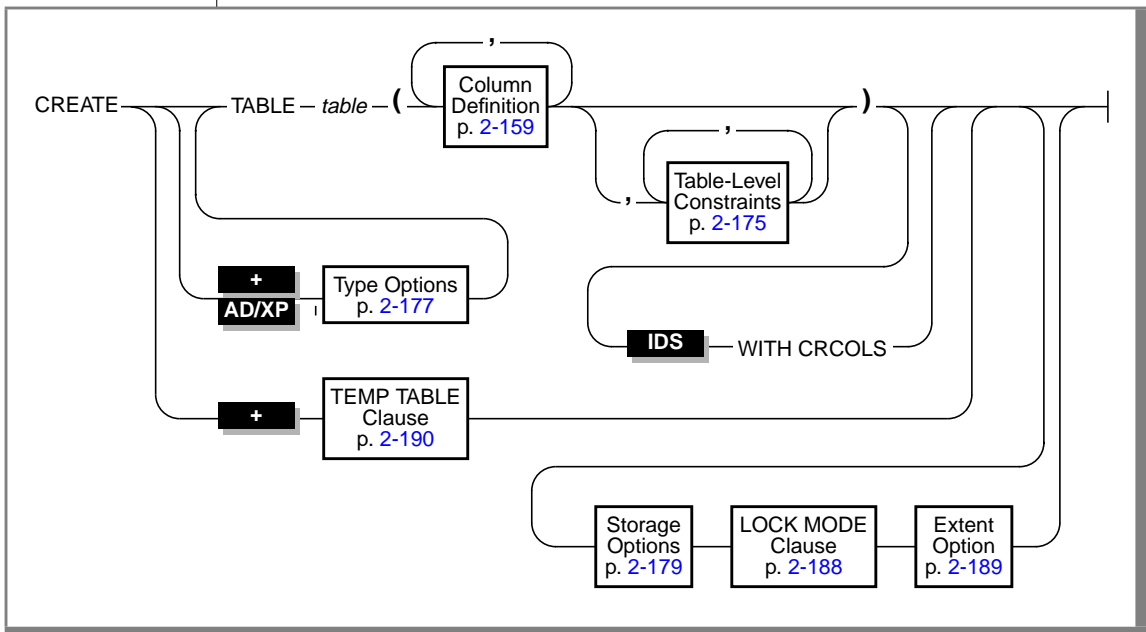 ,
CREATE TABLE table ( Column Definition p. 2-159 )
,
, Table-Level Constraints p. 2-175
+
AD/XP
Type Options
p. 2-177
IDS WITH CRCOLS
+
TEMP TABLE
Clause
p. 2-190
Storage
Options
p. 2-179
LOCK MODE
Clause
p. 2-188
Extent
Option
p. 2-189